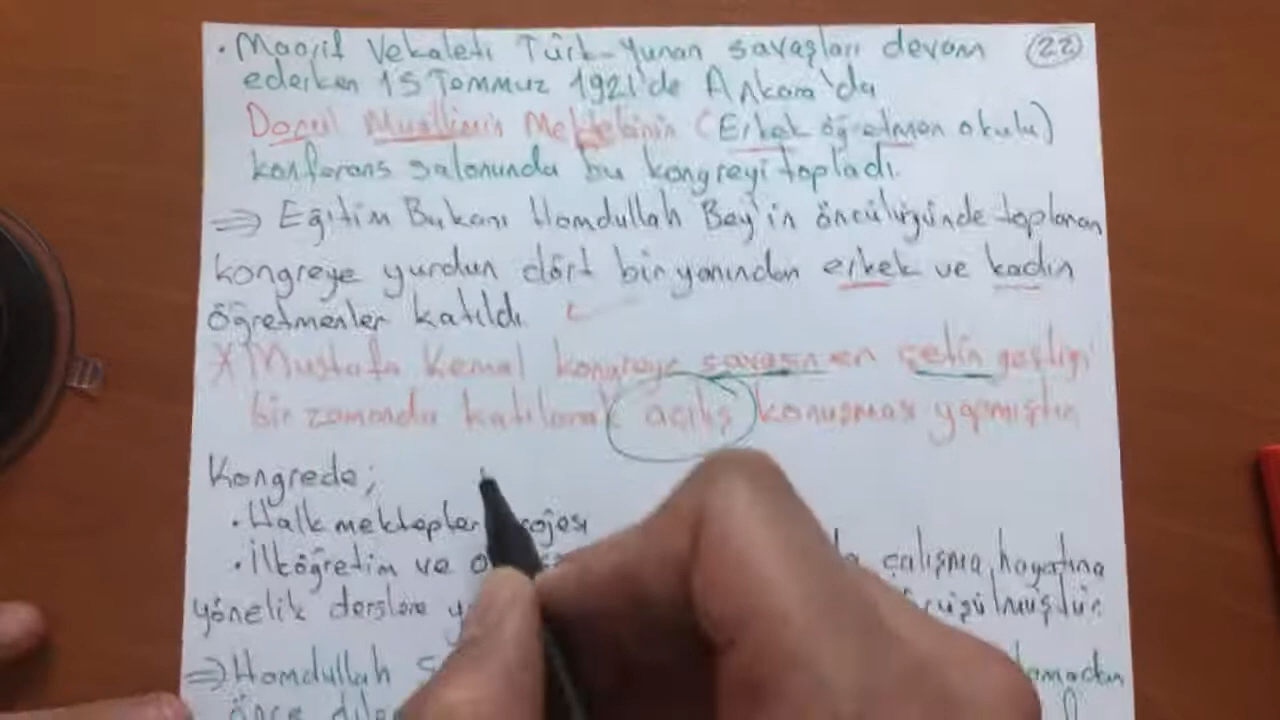 • Maarif Vekaleti Türk-Yunan savaşları devam (22)
ederken 15 Temmuz 1921'de Ankara'da
Darul Muallimin Mektebinin (Erkek öğretmen okulu)
konferans salonunda bu kongreyi topladı.
⇒ Eğitim Bakanı Hamdullah Bey'in öncülüğünde toplanan
kongreye yurdun dört bir yanından erkek ve kadın
öğretmenler katıldı.
* Mustafa Kemal kongreye savaşın en çetin geçtiği
bir zamanda katılarak açılış konuşması yapmıştır.
Kongrede;
• Halk mektepler
• İlköğretim ve çalışma hayatına
yönelik derslere
⇒ Hamdullah
önce